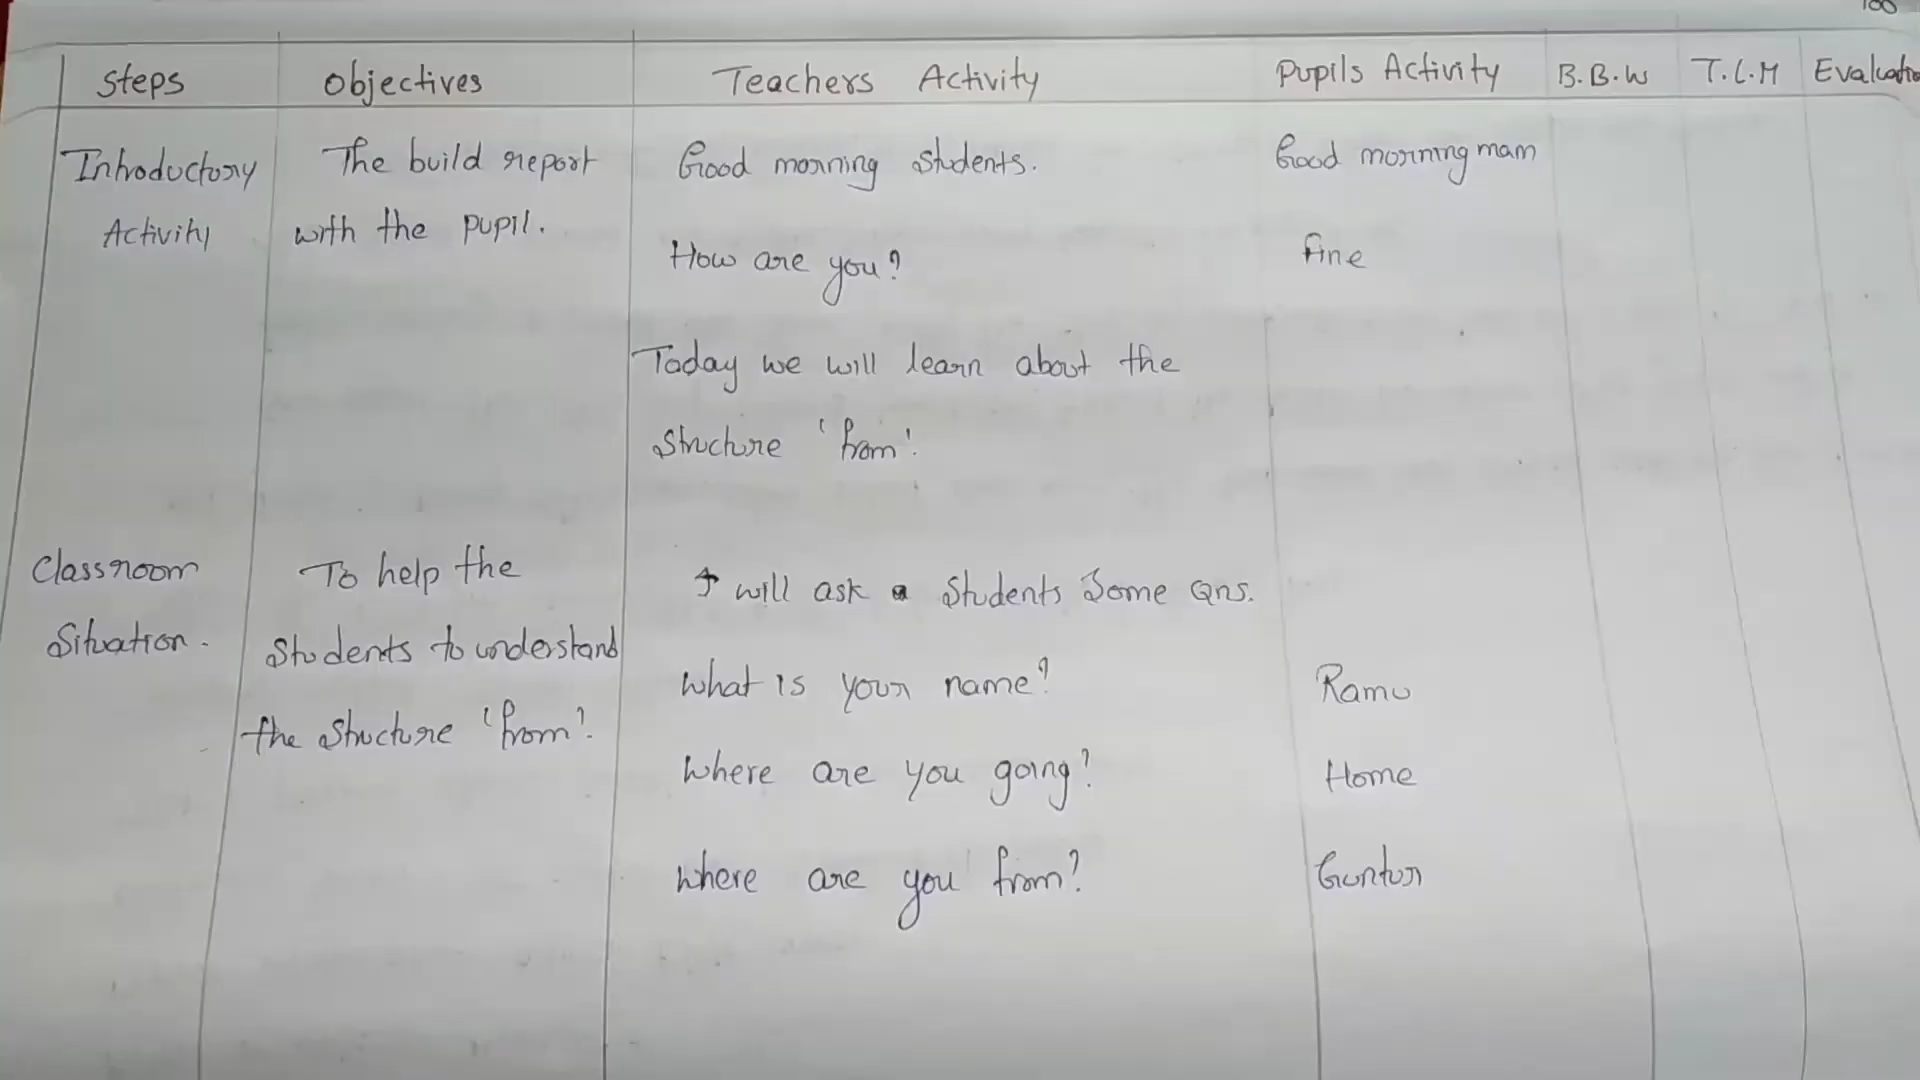 100
Steps Objectives Teachers Activity Pupils Activity B.B.W T.L.M Evaluatio
Introductory The build report Good morning Students. Good morning mam
Activity with the pupil.
How are you? fine
Today we will learn about the
Structure 'from'.
Classroom To help the I will ask Students Some Qns.
Situation. Students to understand
What is your name? Ramu
the Structure 'from'.
Where are you going? Home
where are you from? Guntur